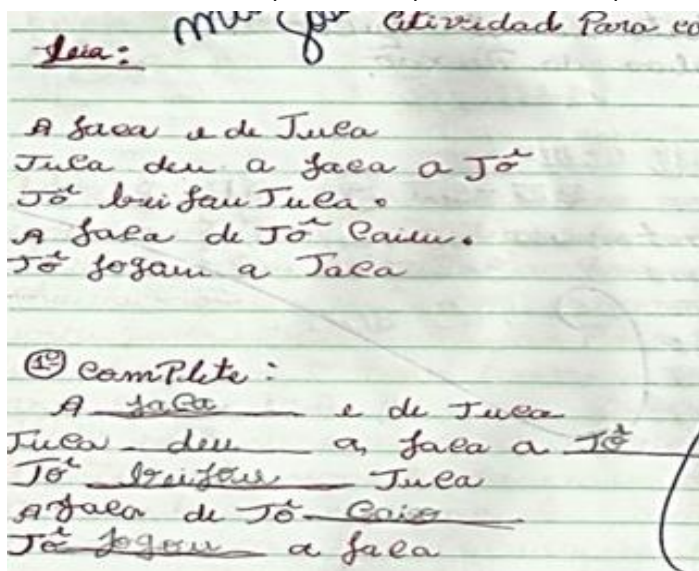 Atividad Para co
Leia:
A faca e de Juca
Juca deu a faca a Jô
Jô beijou Juca.
A faca de Jô Caiu.
Jô jogou a Jaca
1º Complete:
A faca e de Juca
Juca deu a faca a Jô
Jô beijou Juca
A faca de Jô Caiu
Jô jogou a faca